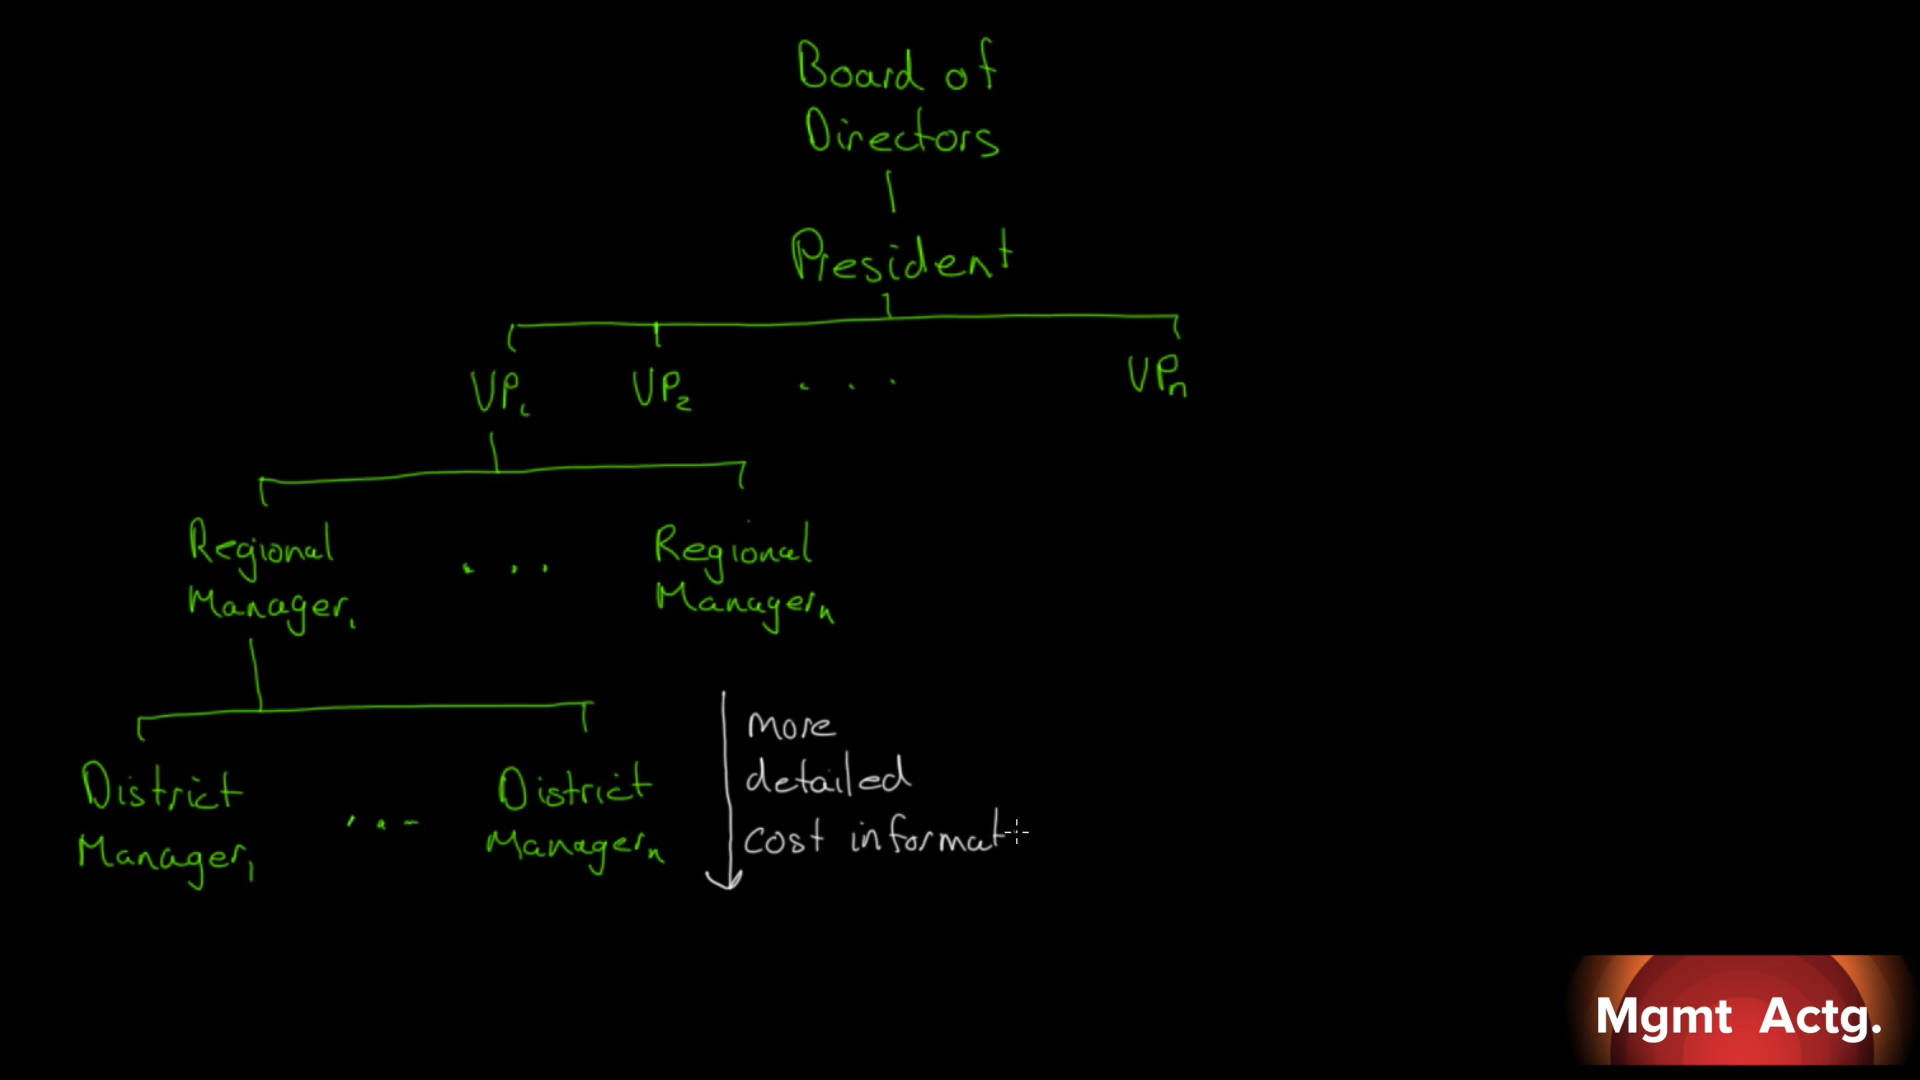 Board of
Directors
President
VP₁ VP₂ . . . VPₙ
Regional
Manager₁
. . .
Regional
Managerₙ
District
Manager₁
. . .
District
Managerₙ
more
detailed
cost informat
Mgmt Actg.